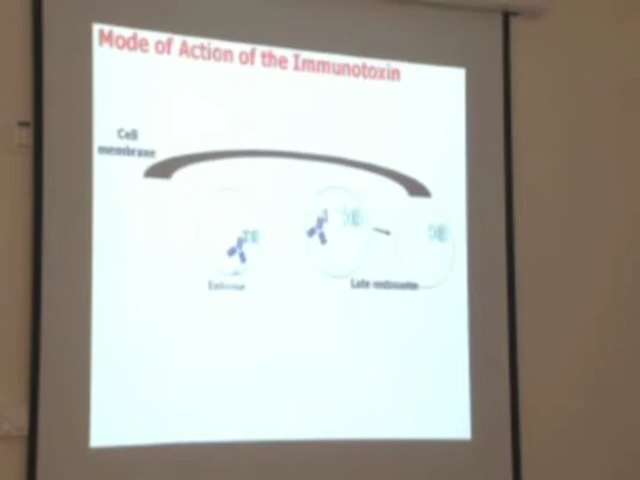 Mode of Action of the Immunotoxin
Cell
membrane
Late endosome